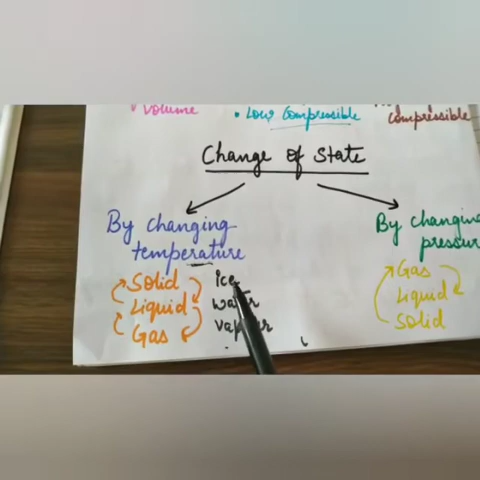 Volume
• Low Compressible
compressible
Change of State
By changing
temperature
Solid
Liquid
Gas
Ice
water
vapour
By changing
pressur
Gas
Liquid
Solid